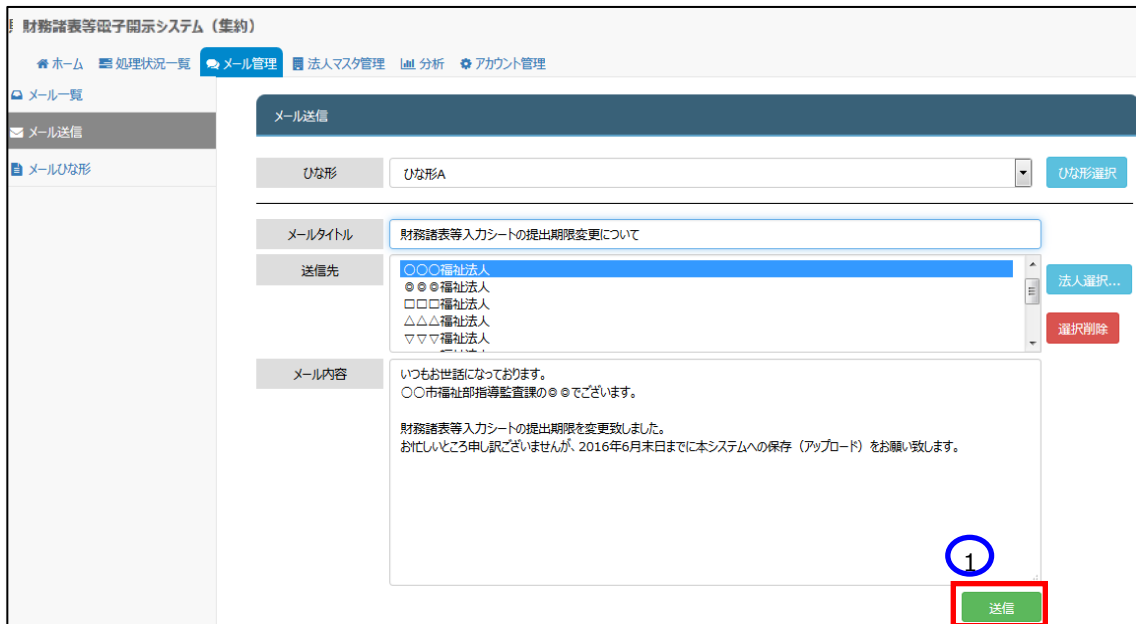 財務諸表等電子開示システム（集約）
ホーム 処理状況一覧 メール管理 法人マスタ管理 分析 アカウント管理
メール一覧
メール送信
メールひな形
メール送信
ひな形 ひな形A ひな形選択
メールタイトル 財務諸表等入力シートの提出期限変更について
送信先
○○○福祉法人
◎◎◎福祉法人
□□□福祉法人
△△△福祉法人
▽▽▽福祉法人
法人選択...
選択削除
メール内容
いつもお世話になっております。
○○市福祉部指導監査課の◎◎でございます。
財務諸表等入力シートの提出期限を変更致しました。
お忙しいところ申し訳ございませんが、2016年6月末日までに本システムへの保存（アップロード）をお願い致します。
1
送信